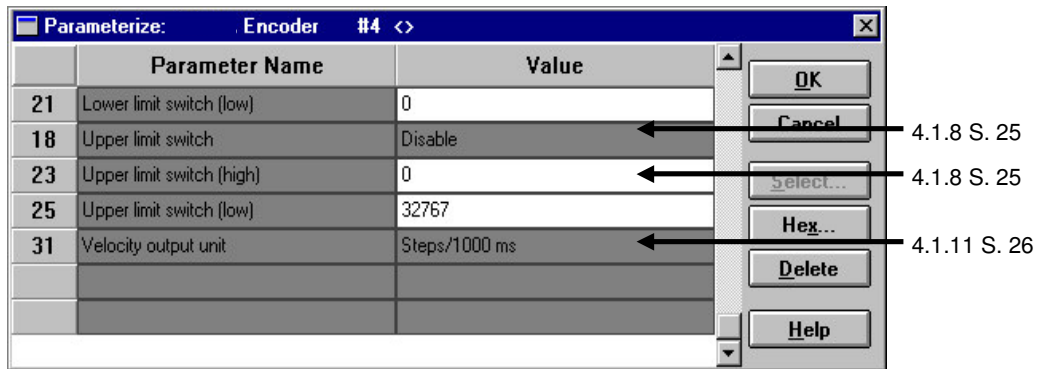 Parameterize: . Encoder #4 <>
Parameter Name Value
21 Lower limit switch (low) 0
18 Upper limit switch Disable
23 Upper limit switch (high) 0
25 Upper limit switch (low) 32767
31 Velocity output unit Steps/1000 ms
OK
Cancel
Select...
Hex...
Delete
Help
4.1.8 S. 25
4.1.8 S. 25
4.1.11 S. 26